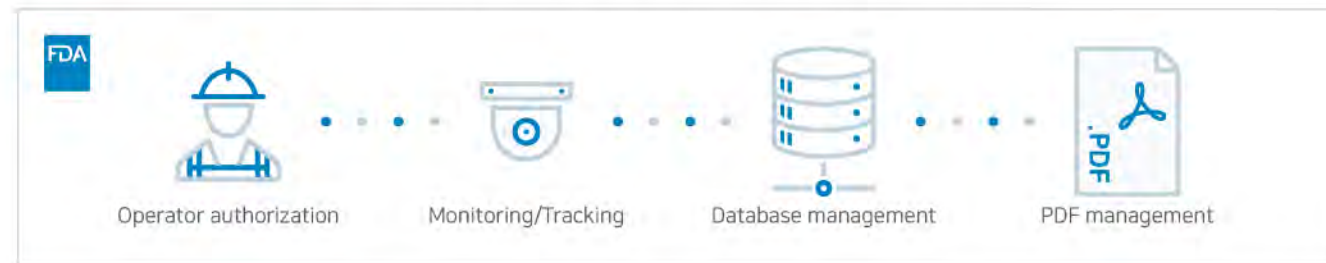 FDA
Operator authorization
Monitoring/Tracking
Database management
PDF management
.PDF